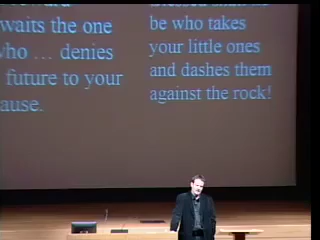 waits the one
who ... denies
future to your
ause.
be who takes
your little ones
and dashes them
against the rock!